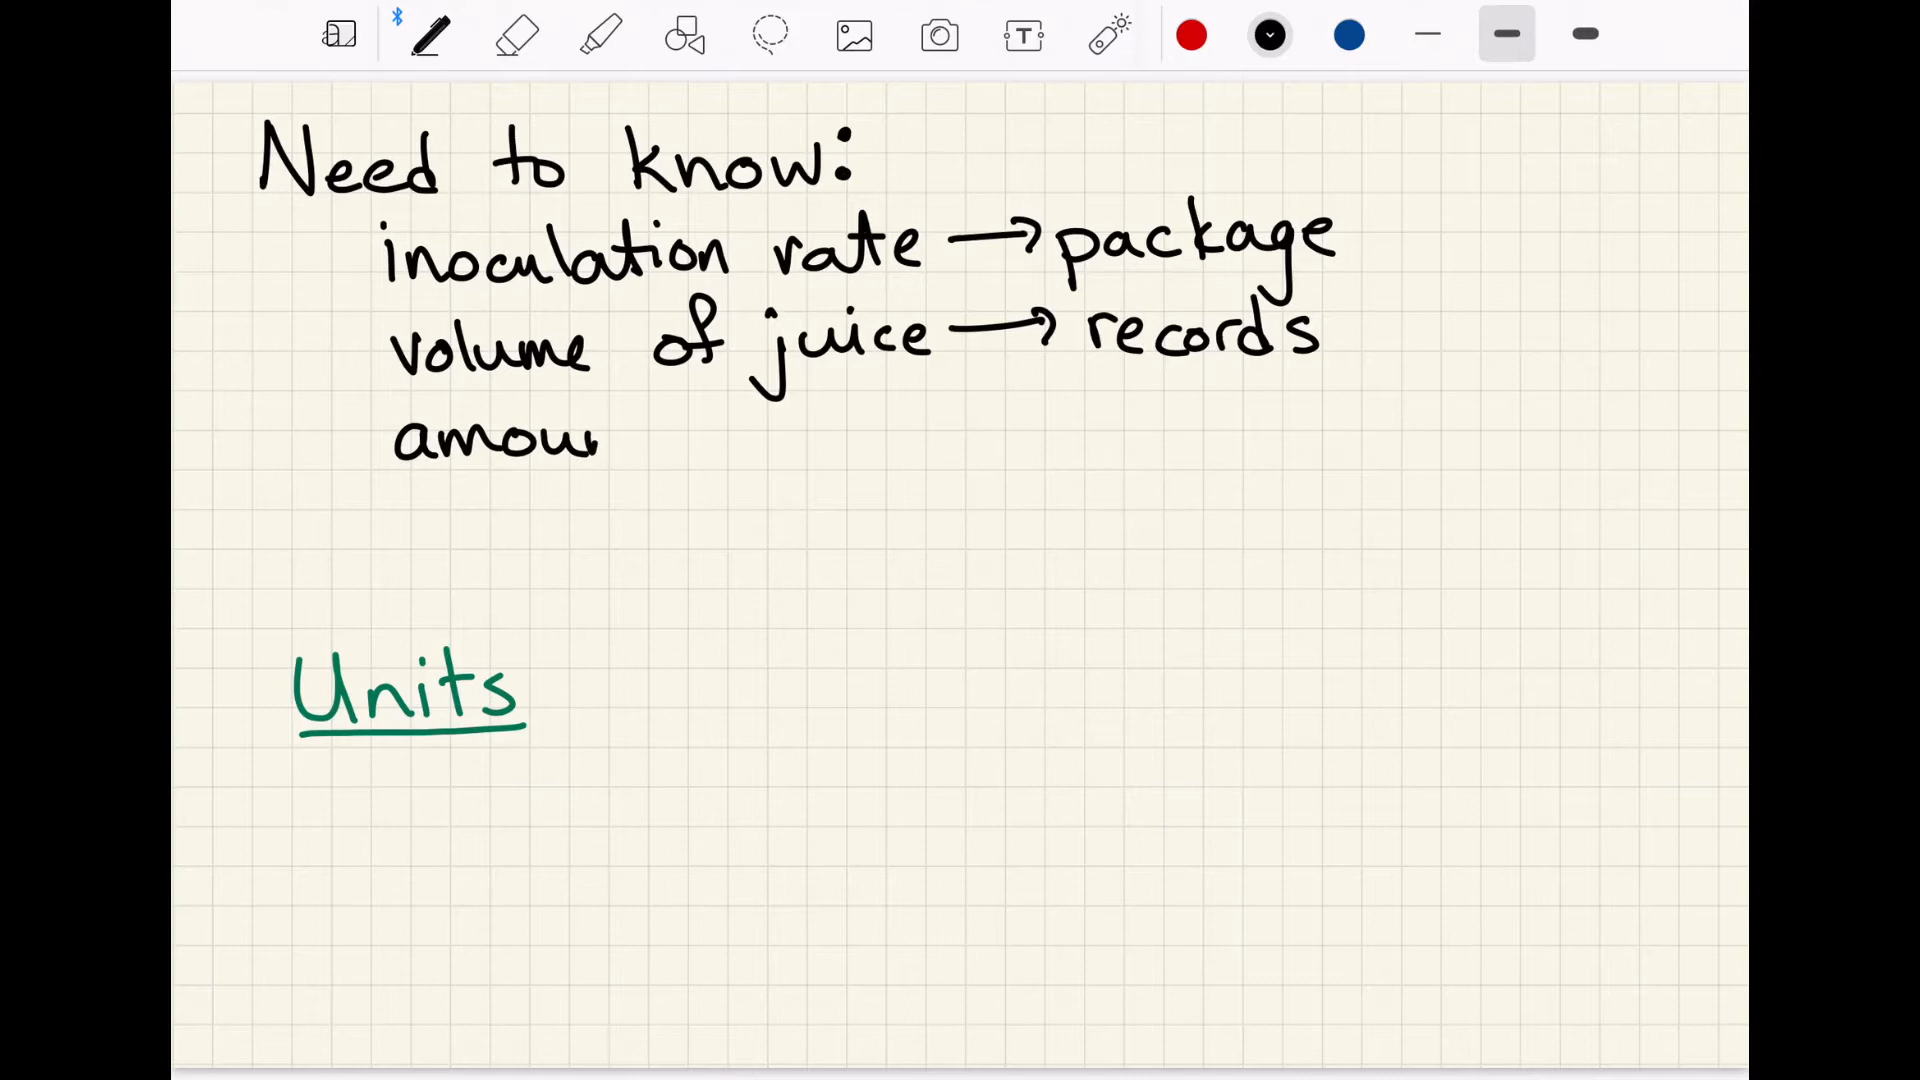 Need to know:
inoculation rate → package
volume of juice → records
amou
Units